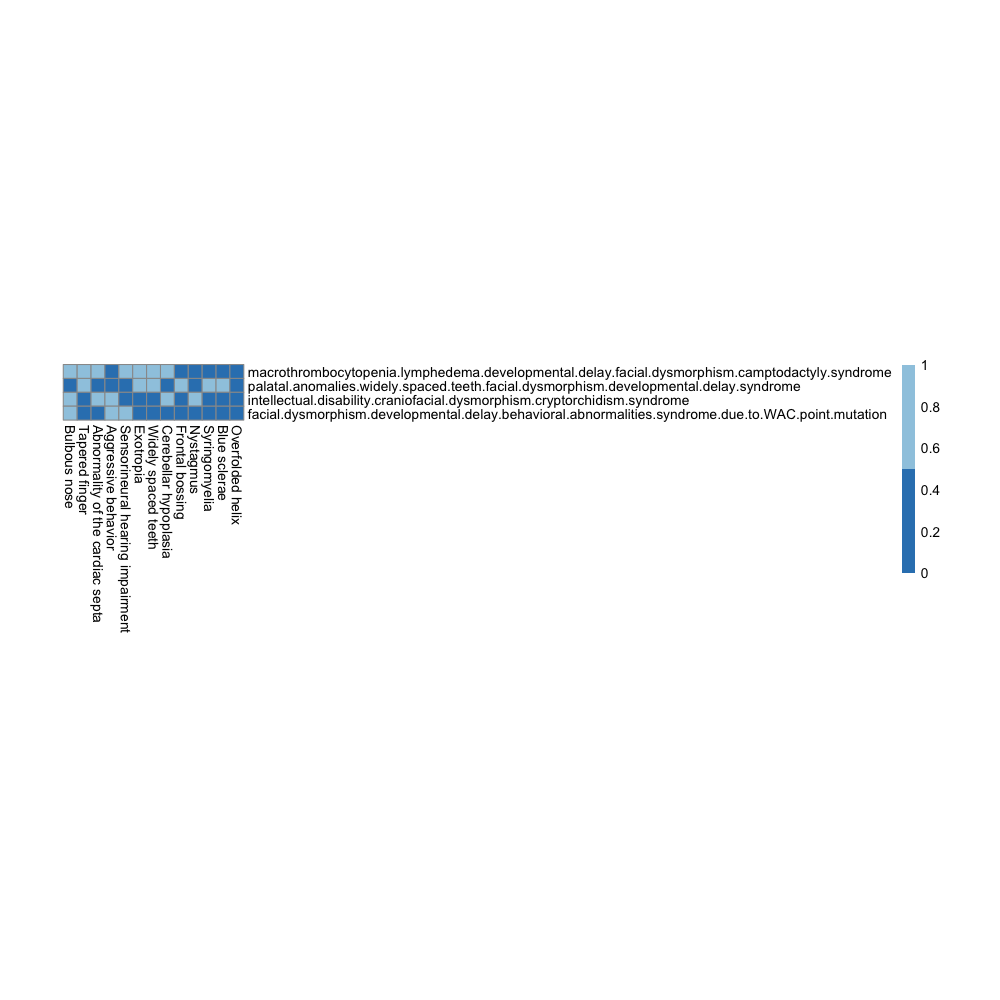 macrothrombocytopenia.lymphedema.developmental.delay.facial.dysmorphism.camptodactyly.syndrome
palatal.anomalies.widely.spaced.teeth.facial.dysmorphism.developmental.delay.syndrome
intellectual.disability.craniofacial.dysmorphism.cryptorchidism.syndrome
facial.dysmorphism.developmental.delay.behavioral.abnormalities.syndrome.due.to.WAC.point.mutation
Bulbous nose
Tapered finger
Abnormality of the cardiac septa
Aggressive behavior
Sensorineural hearing impairment
Exotropia
Widely spaced teeth
Cerebellar hypoplasia
Frontal bossing
Nystagmus
Syringomyelia
Blue sclerae
Overfolded helix
1
0.8
0.6
0.4
0.2
0